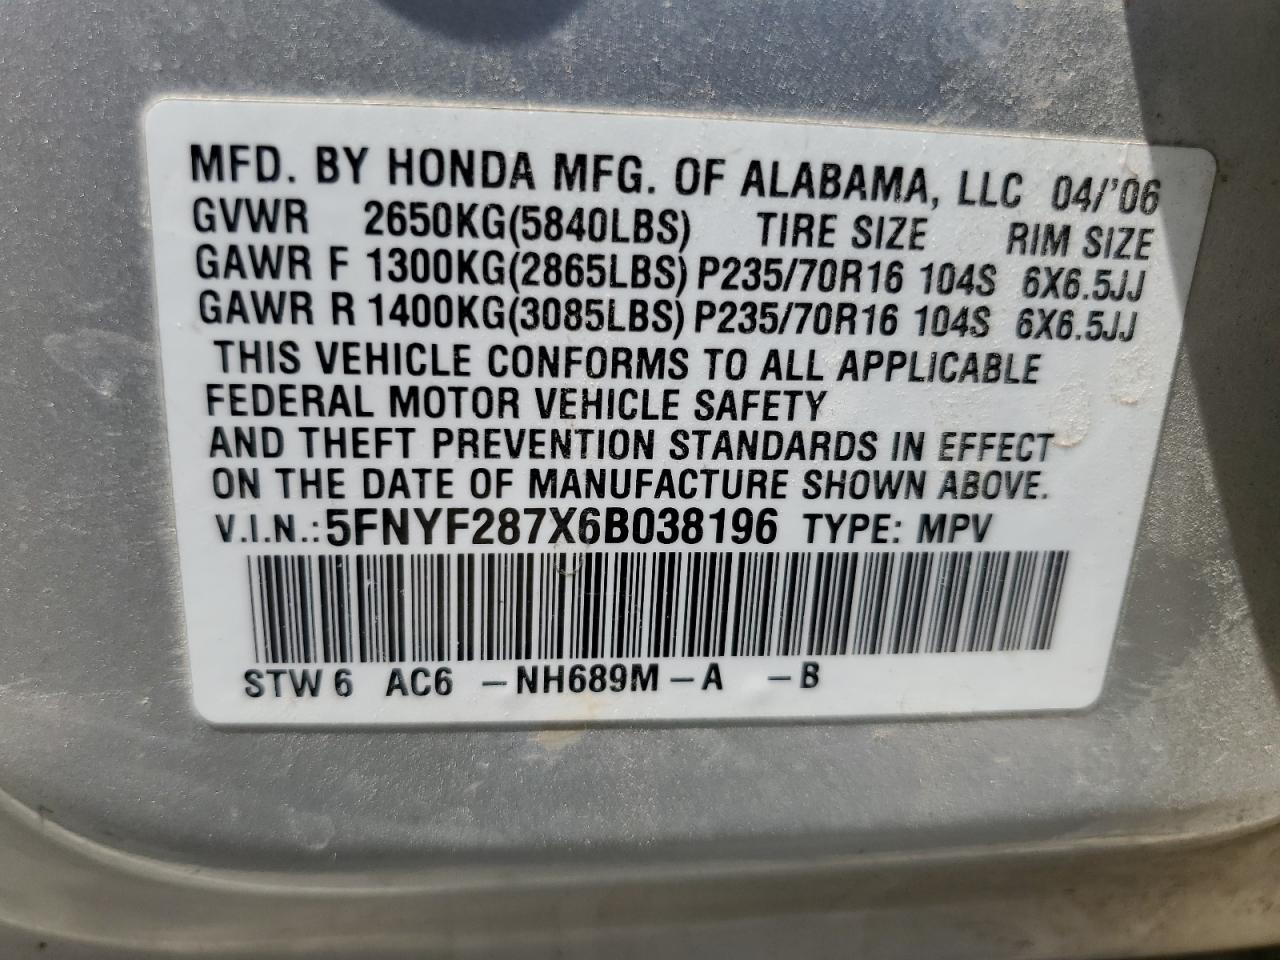 MFD. BY HONDA MFG. OF ALABAMA, LLC 04/'06
GVWR 2650KG(5840LBS) TIRE SIZE RIM SIZE
GAWR F 1300KG(2865LBS) P235/70R16 104S 6X6.5JJ
GAWR R 1400KG(3085LBS) P235/70R16 104S 6X6.5JJ
THIS VEHICLE CONFORMS TO ALL APPLICABLE
FEDERAL MOTOR VEHICLE SAFETY
AND THEFT PREVENTION STANDARDS IN EFFECT
ON THE DATE OF MANUFACTURE SHOWN ABOVE.
V.I.N.: 5FNYF287X6B038196 TYPE: MPV
STW 6 AC6 –NH689M – A –B